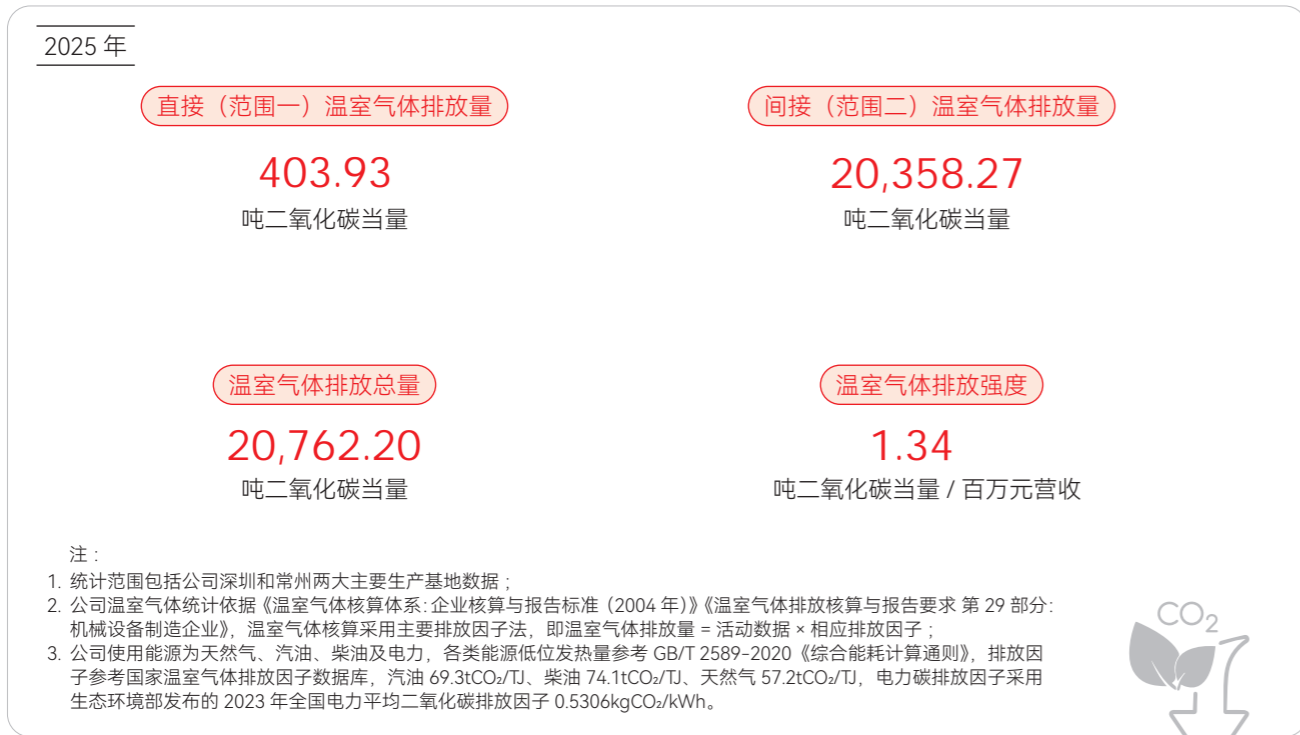 2025 年
直接（范围一）温室气体排放量
间接（范围二）温室气体排放量
403.93
20,358.27
吨二氧化碳当量
吨二氧化碳当量
温室气体排放总量
温室气体排放强度
20,762.20
1.34
吨二氧化碳当量
吨二氧化碳当量 / 百万元营收
注：
1. 统计范围包括公司深圳和常州两大主要生产基地数据；
2. 公司温室气体统计依据《温室气体核算体系：企业核算与报告标准（2004 年）》《温室气体排放核算与报告要求 第 29 部分：
机械设备制造企业》，温室气体核算采用主要排放因子法，即温室气体排放量 = 活动数据 × 相应排放因子；
3. 公司使用能源为天然气、汽油、柴油及电力，各类能源低位发热量参考 GB/T 2589-2020《综合能耗计算通则》，排放因
子参考国家温室气体排放因子数据库，汽油 69.3tCO₂/TJ、柴油 74.1tCO₂/TJ、天然气 57.2tCO₂/TJ，电力碳排放因子采用
生态环境部发布的 2023 年全国电力平均二氧化碳排放因子 0.5306kgCO₂/kWh。
CO₂